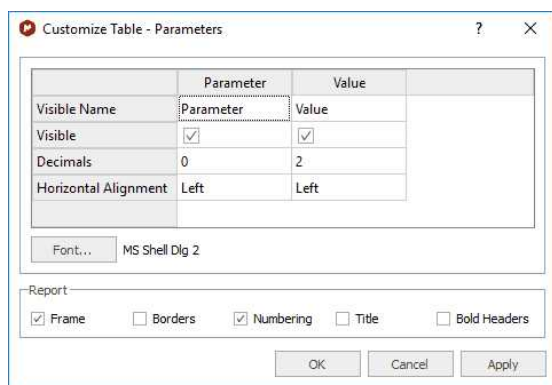 Customize Table - Parameters ?
Parameter Value
Visible Name Parameter Value
Visible
Decimals 0 2
Horizontal Alignment Left Left
Font... MS Shell Dlg 2
Report
Frame Borders Numbering Title Bold Headers
OK Cancel Apply